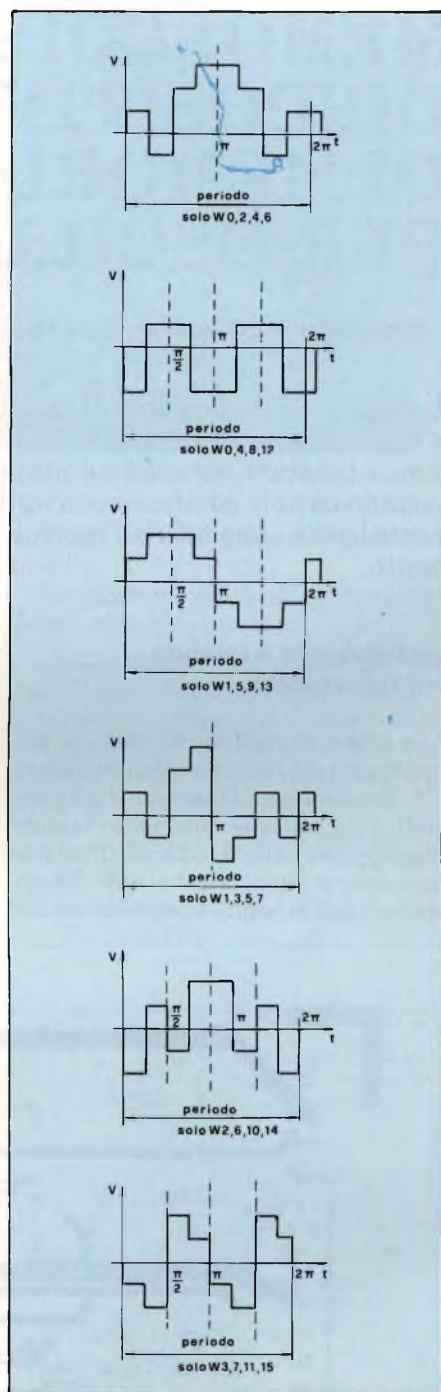 V
π
2π t
periodo
solo W 0,2,4,6
V
π/2
π
2π
t
periodo
solo W0,4,8,12
V
π/2
π
2π t
periodo
solo W1,5,9,13
V
π
2π t
periodo
solo W 1,3,5,7
V
π/2
π
2π
t
periodo
solo W2,6,10,14
V
π/2
π
2π t
periodo
solo W3,7,11,15